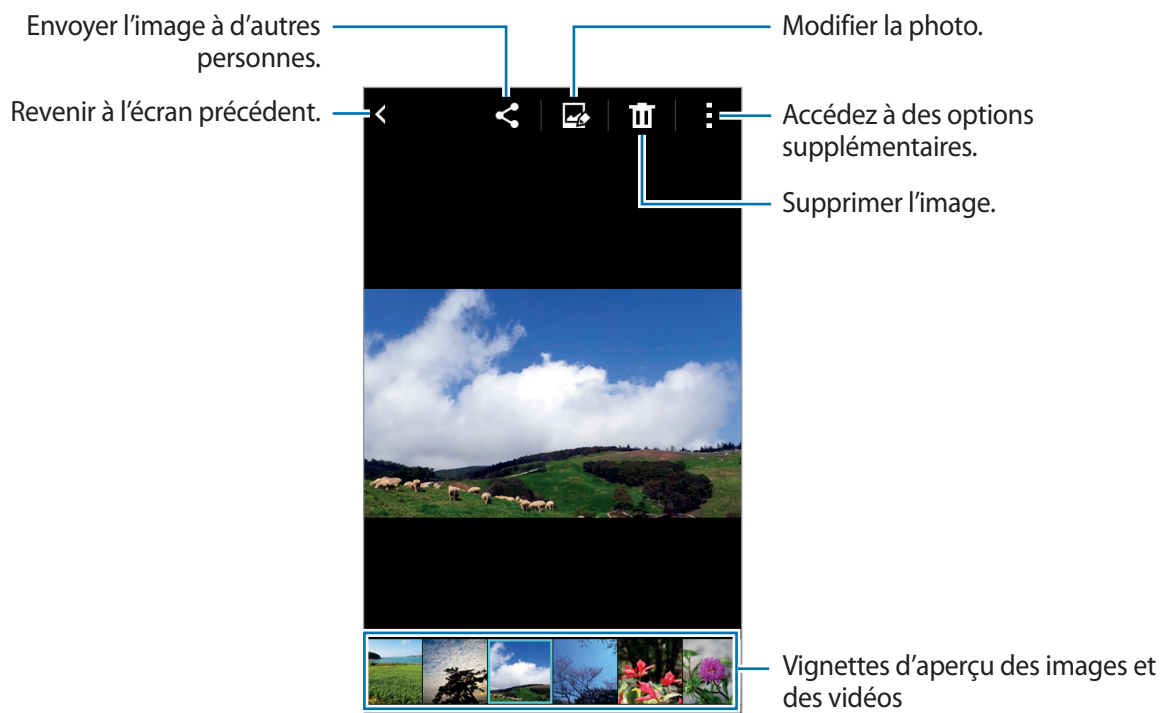 Envoyer l’image à d’autres
personnes.
Modifier la photo.
Revenir à l’écran précédent.
Accédez à des options
supplémentaires.
Supprimer l’image.
Vignettes d’aperçu des images et
des vidéos